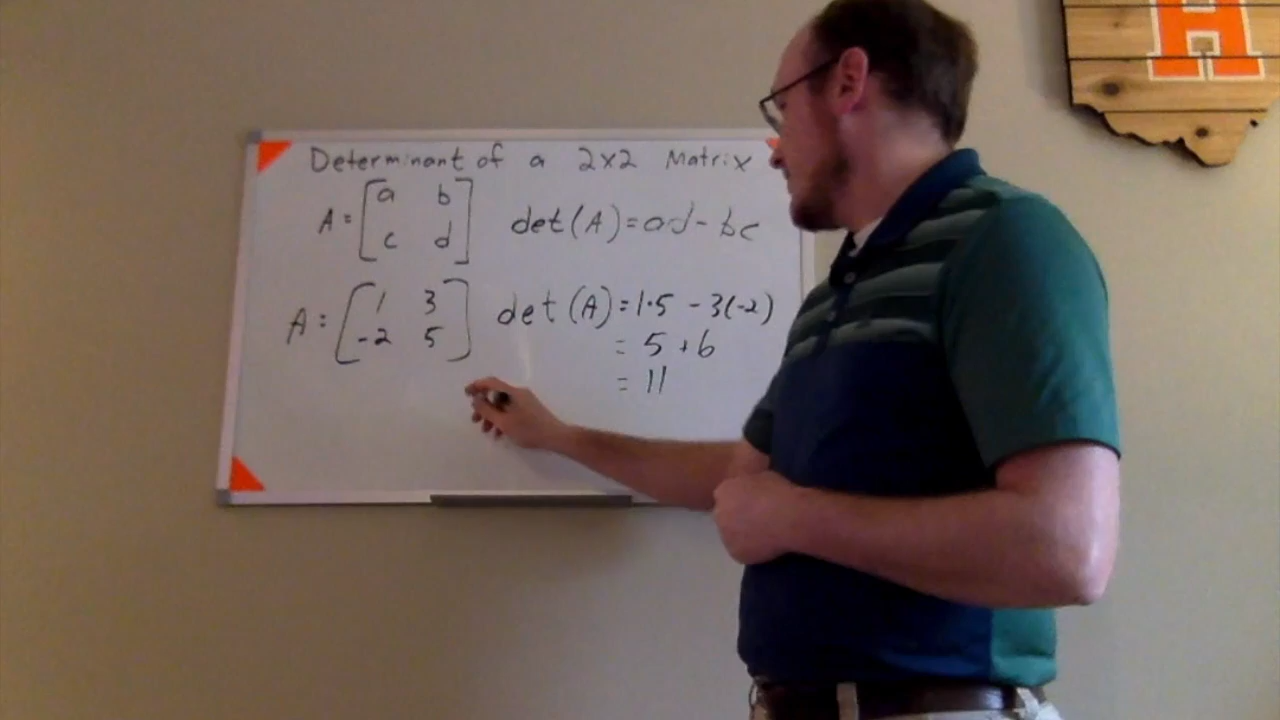 Determinant of a 2x2 Matrix
A = [a b
c d] det(A) = ad - bc
A = [1 3
-2 5] det(A) = 1·5 - 3(-2)
= 5 + 6
= 11
H